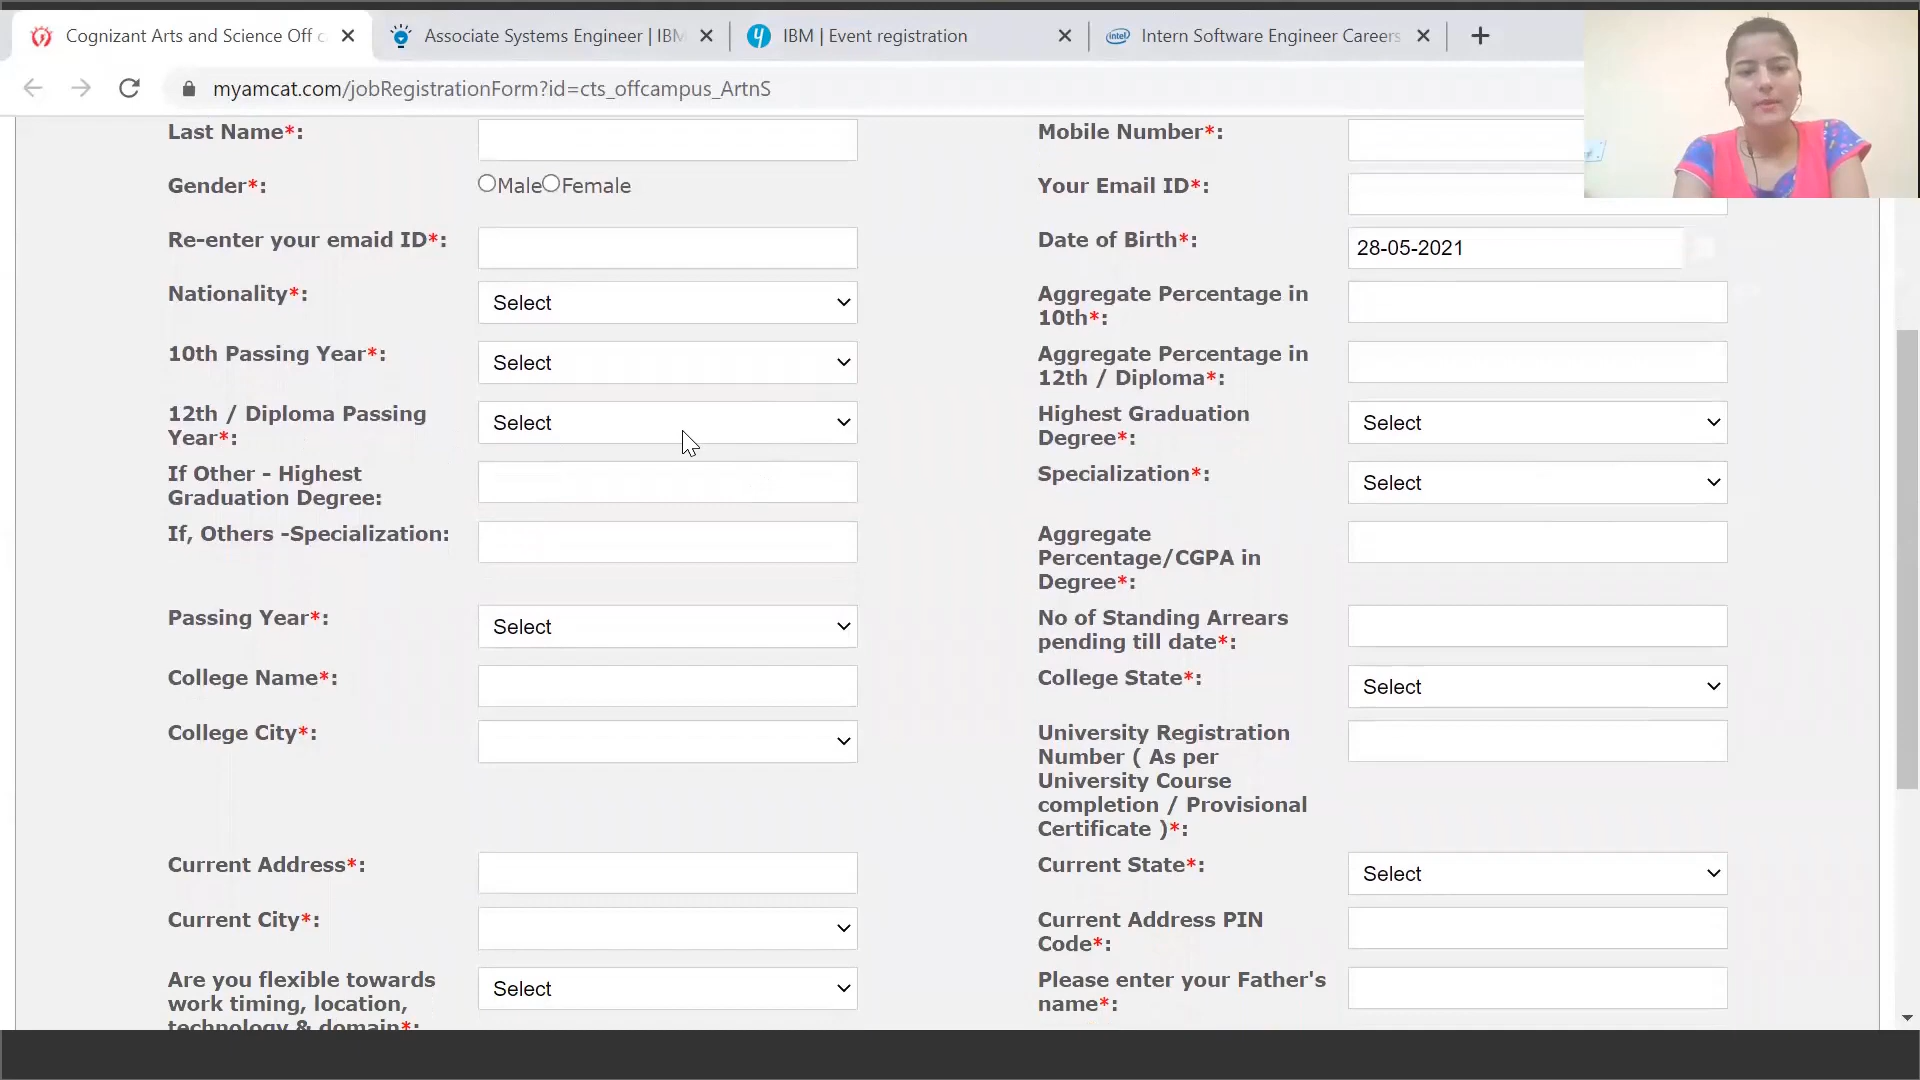 Cognizant Arts and Science Off c
Associate Systems Engineer | IBM
IBM | Event registration
intel Intern Software Engineer Careers
myamcat.com/jobRegistrationForm?id=cts_offcampus_ArtnS
Last Name*:
Mobile Number*:
Gender*:
Male Female
Your Email ID*:
Re-enter your emaid ID*:
Date of Birth*:
28-05-2021
Nationality*:
Select
Aggregate Percentage in
10th*:
10th Passing Year*:
Select
Aggregate Percentage in
12th / Diploma*:
12th / Diploma Passing
Year*:
Select
Highest Graduation
Degree*:
Select
If Other - Highest
Graduation Degree:
Specialization*:
Select
If, Others -Specialization:
Aggregate
Percentage/CGPA in
Degree*:
Passing Year*:
Select
No of Standing Arrears
pending till date*:
College Name*:
College State*:
Select
College City*:
University Registration
Number ( As per
University Course
completion / Provisional
Certificate )*:
Current Address*:
Current State*:
Select
Current City*:
Current Address PIN
Code*:
Are you flexible towards
work timing, location,
technology & domain*:
Select
Please enter your Father's
name*: